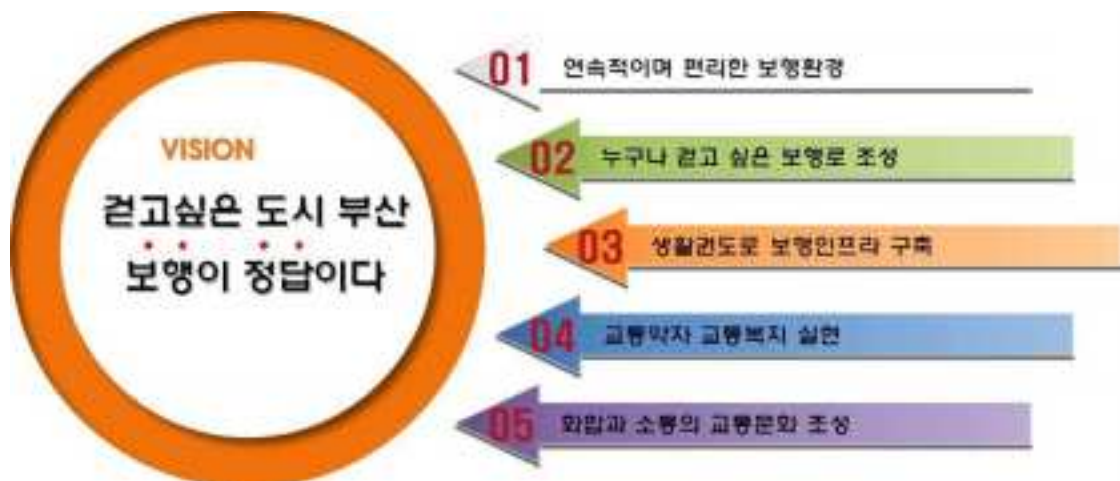 VISION
걷고싶은 도시 부산
보행이 정답이다
01 연속적이며 편리한 보행환경
02 누구나 걷고 싶은 보행로 조성
03 생활권도로 보행인프라 구축
04 교통약자 교통복지 실현
05 화합과 소통의 교통문화 조성